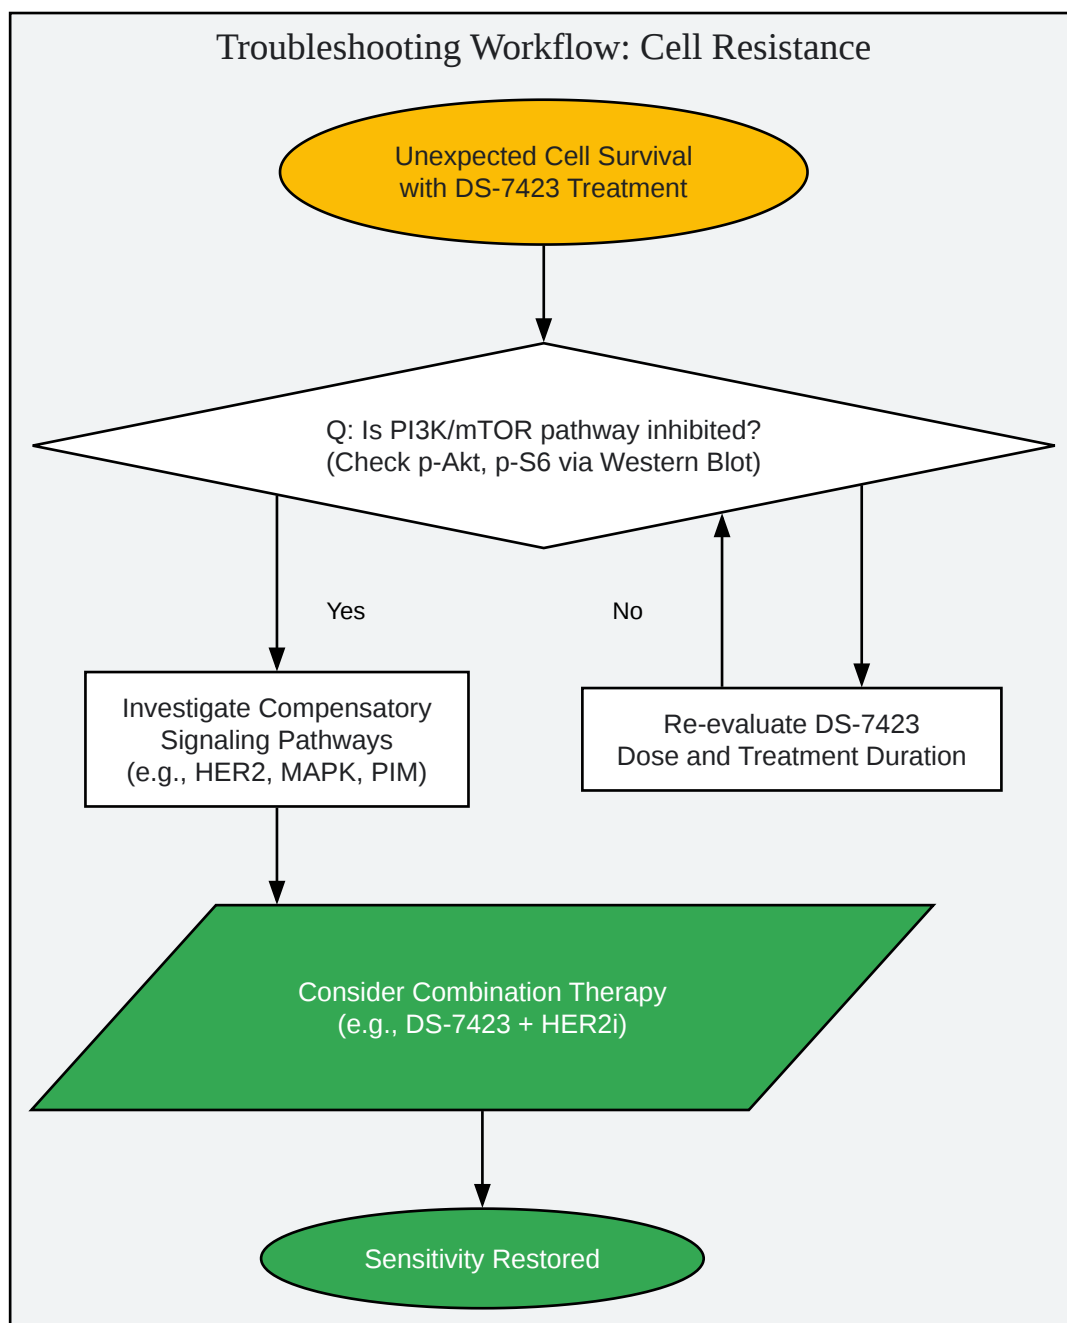 Troubleshooting Workflow: Cell Resistance
Unexpected Cell Survival
with DS-7423 Treatment
Q: Is PI3K/mTOR pathway inhibited?
(Check p-Akt, p-S6 via Western Blot)
Yes
No
Investigate Compensatory
Signaling Pathways
(e.g., HER2, MAPK, PIM)
Re-evaluate DS-7423
Dose and Treatment Duration
Consider Combination Therapy
(e.g., DS-7423 + HER2i)
Sensitivity Restored